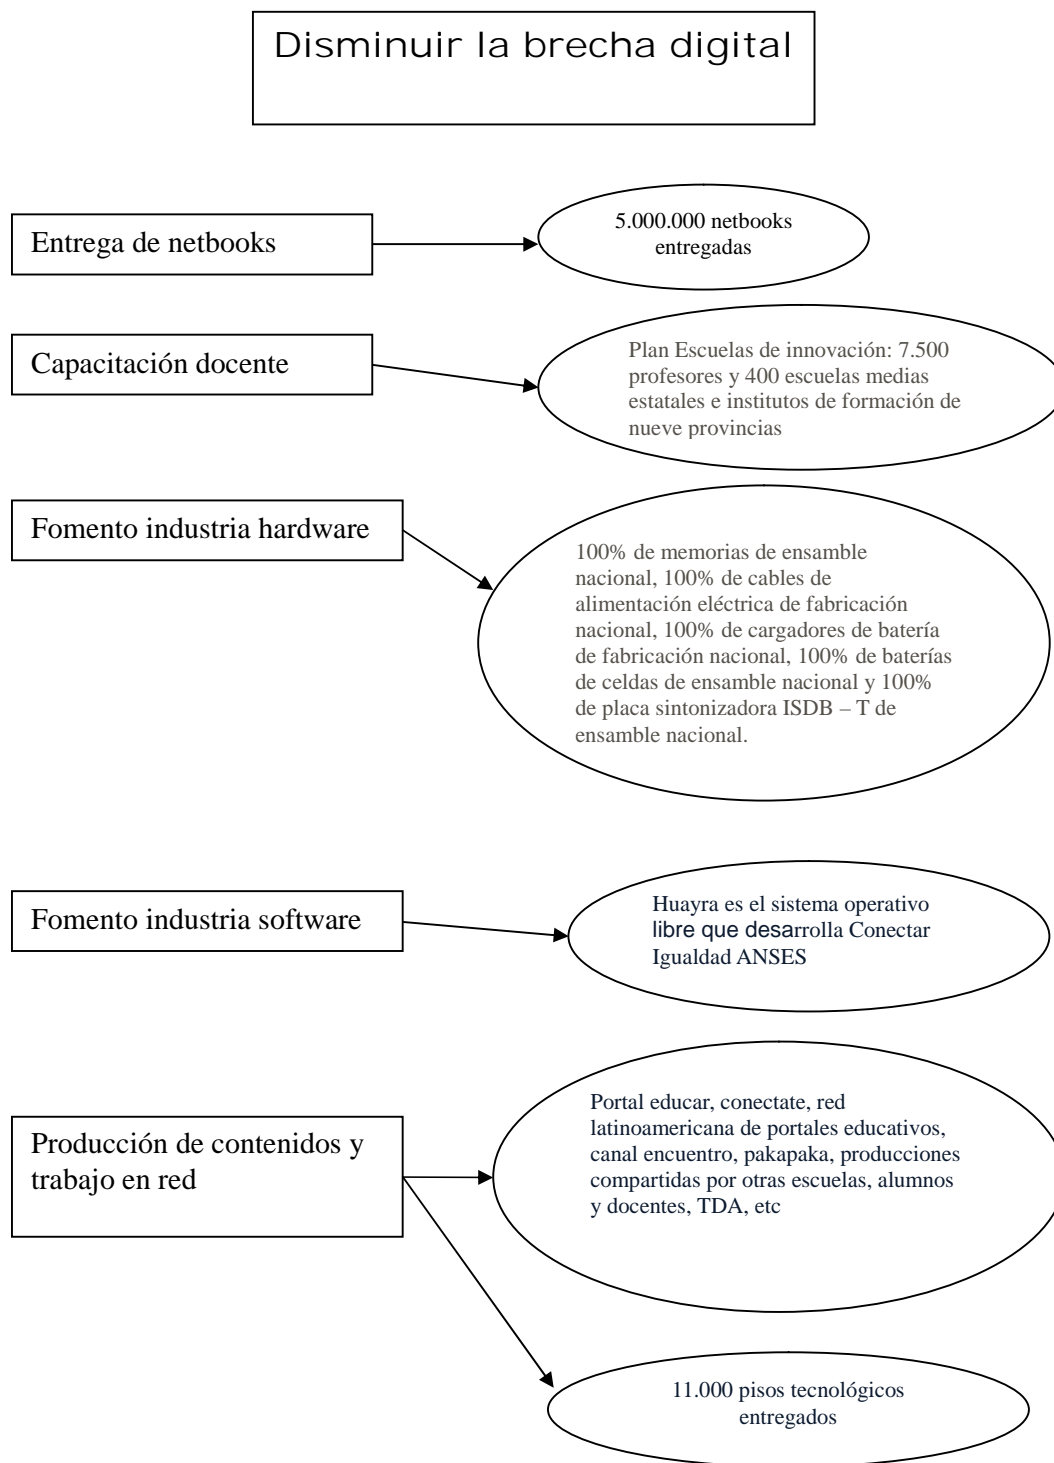 Disminuir la brecha digital
Entrega de netbooks
5.000.000 netbooks
entregadas
Capacitación docente
Plan Escuelas de innovación: 7.500
profesores y 400 escuelas medias
estatales e institutos de formación de
nueve provincias
Fomento industria hardware
100% de memorias de ensamble
nacional, 100% de cables de
alimentación eléctrica de fabricación
nacional, 100% de cargadores de batería
de fabricación nacional, 100% de baterías
de celdas de ensamble nacional y 100%
de placa sintonizadora ISDB – T de
ensamble nacional.
Fomento industria software
Huayra es el sistema operativo
libre que desarrolla Conectar
Igualdad ANSES
Producción de contenidos y
trabajo en red
Portal educar, conectate, red
latinoamericana de portales educativos,
canal encuentro, pakapaka, producciones
compartidas por otras escuelas, alumnos
y docentes, TDA, etc
11.000 pisos tecnológicos
entregados